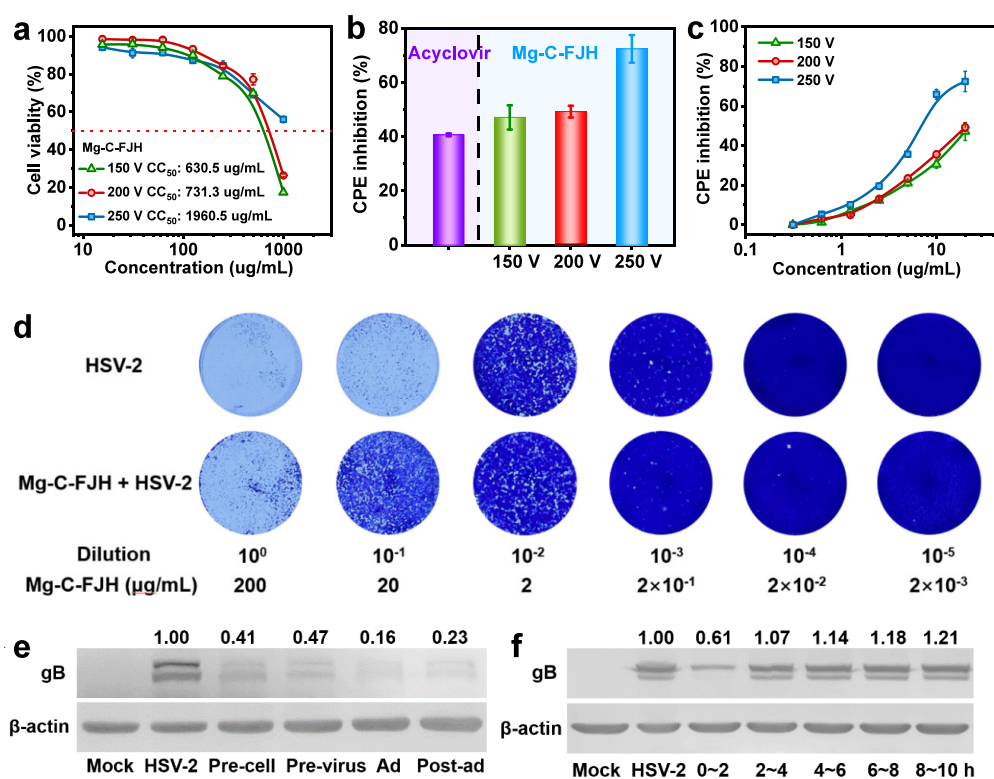 a
Cell viablity (%)
100
80
60
40
20
0
Mg-C-FJH
150 V CC50: 630.5 ug/mL
200 V CC50: 731.3 ug/mL
250 V CC50: 1960.5 ug/mL
10 100 1000
Concentration (ug/mL)
b
CPE inhibition (%)
80
60
40
20
0
Acyclovir Mg-C-FJH
150 V 200 V 250 V
c
CPE inhibition (%)
100
80
60
40
20
0
150 V
200 V
250 V
0.1 1 10
Concentration (ug/mL)
d
HSV-2
Mg-C-FJH + HSV-2
Dilution 10⁰ 10⁻¹ 10⁻² 10⁻³ 10⁻⁴ 10⁻⁵
Mg-C-FJH (μg/mL) 200 20 2 2×10⁻¹ 2×10⁻² 2×10⁻³
e
1.00 0.41 0.47 0.16 0.23
gB
β-actin
Mock HSV-2 Pre-cell Pre-virus Ad Post-ad
f
1.00 0.61 1.07 1.14 1.18 1.21
gB
β-actin
Mock HSV-2 0~2 2~4 4~6 6~8 8~10 h